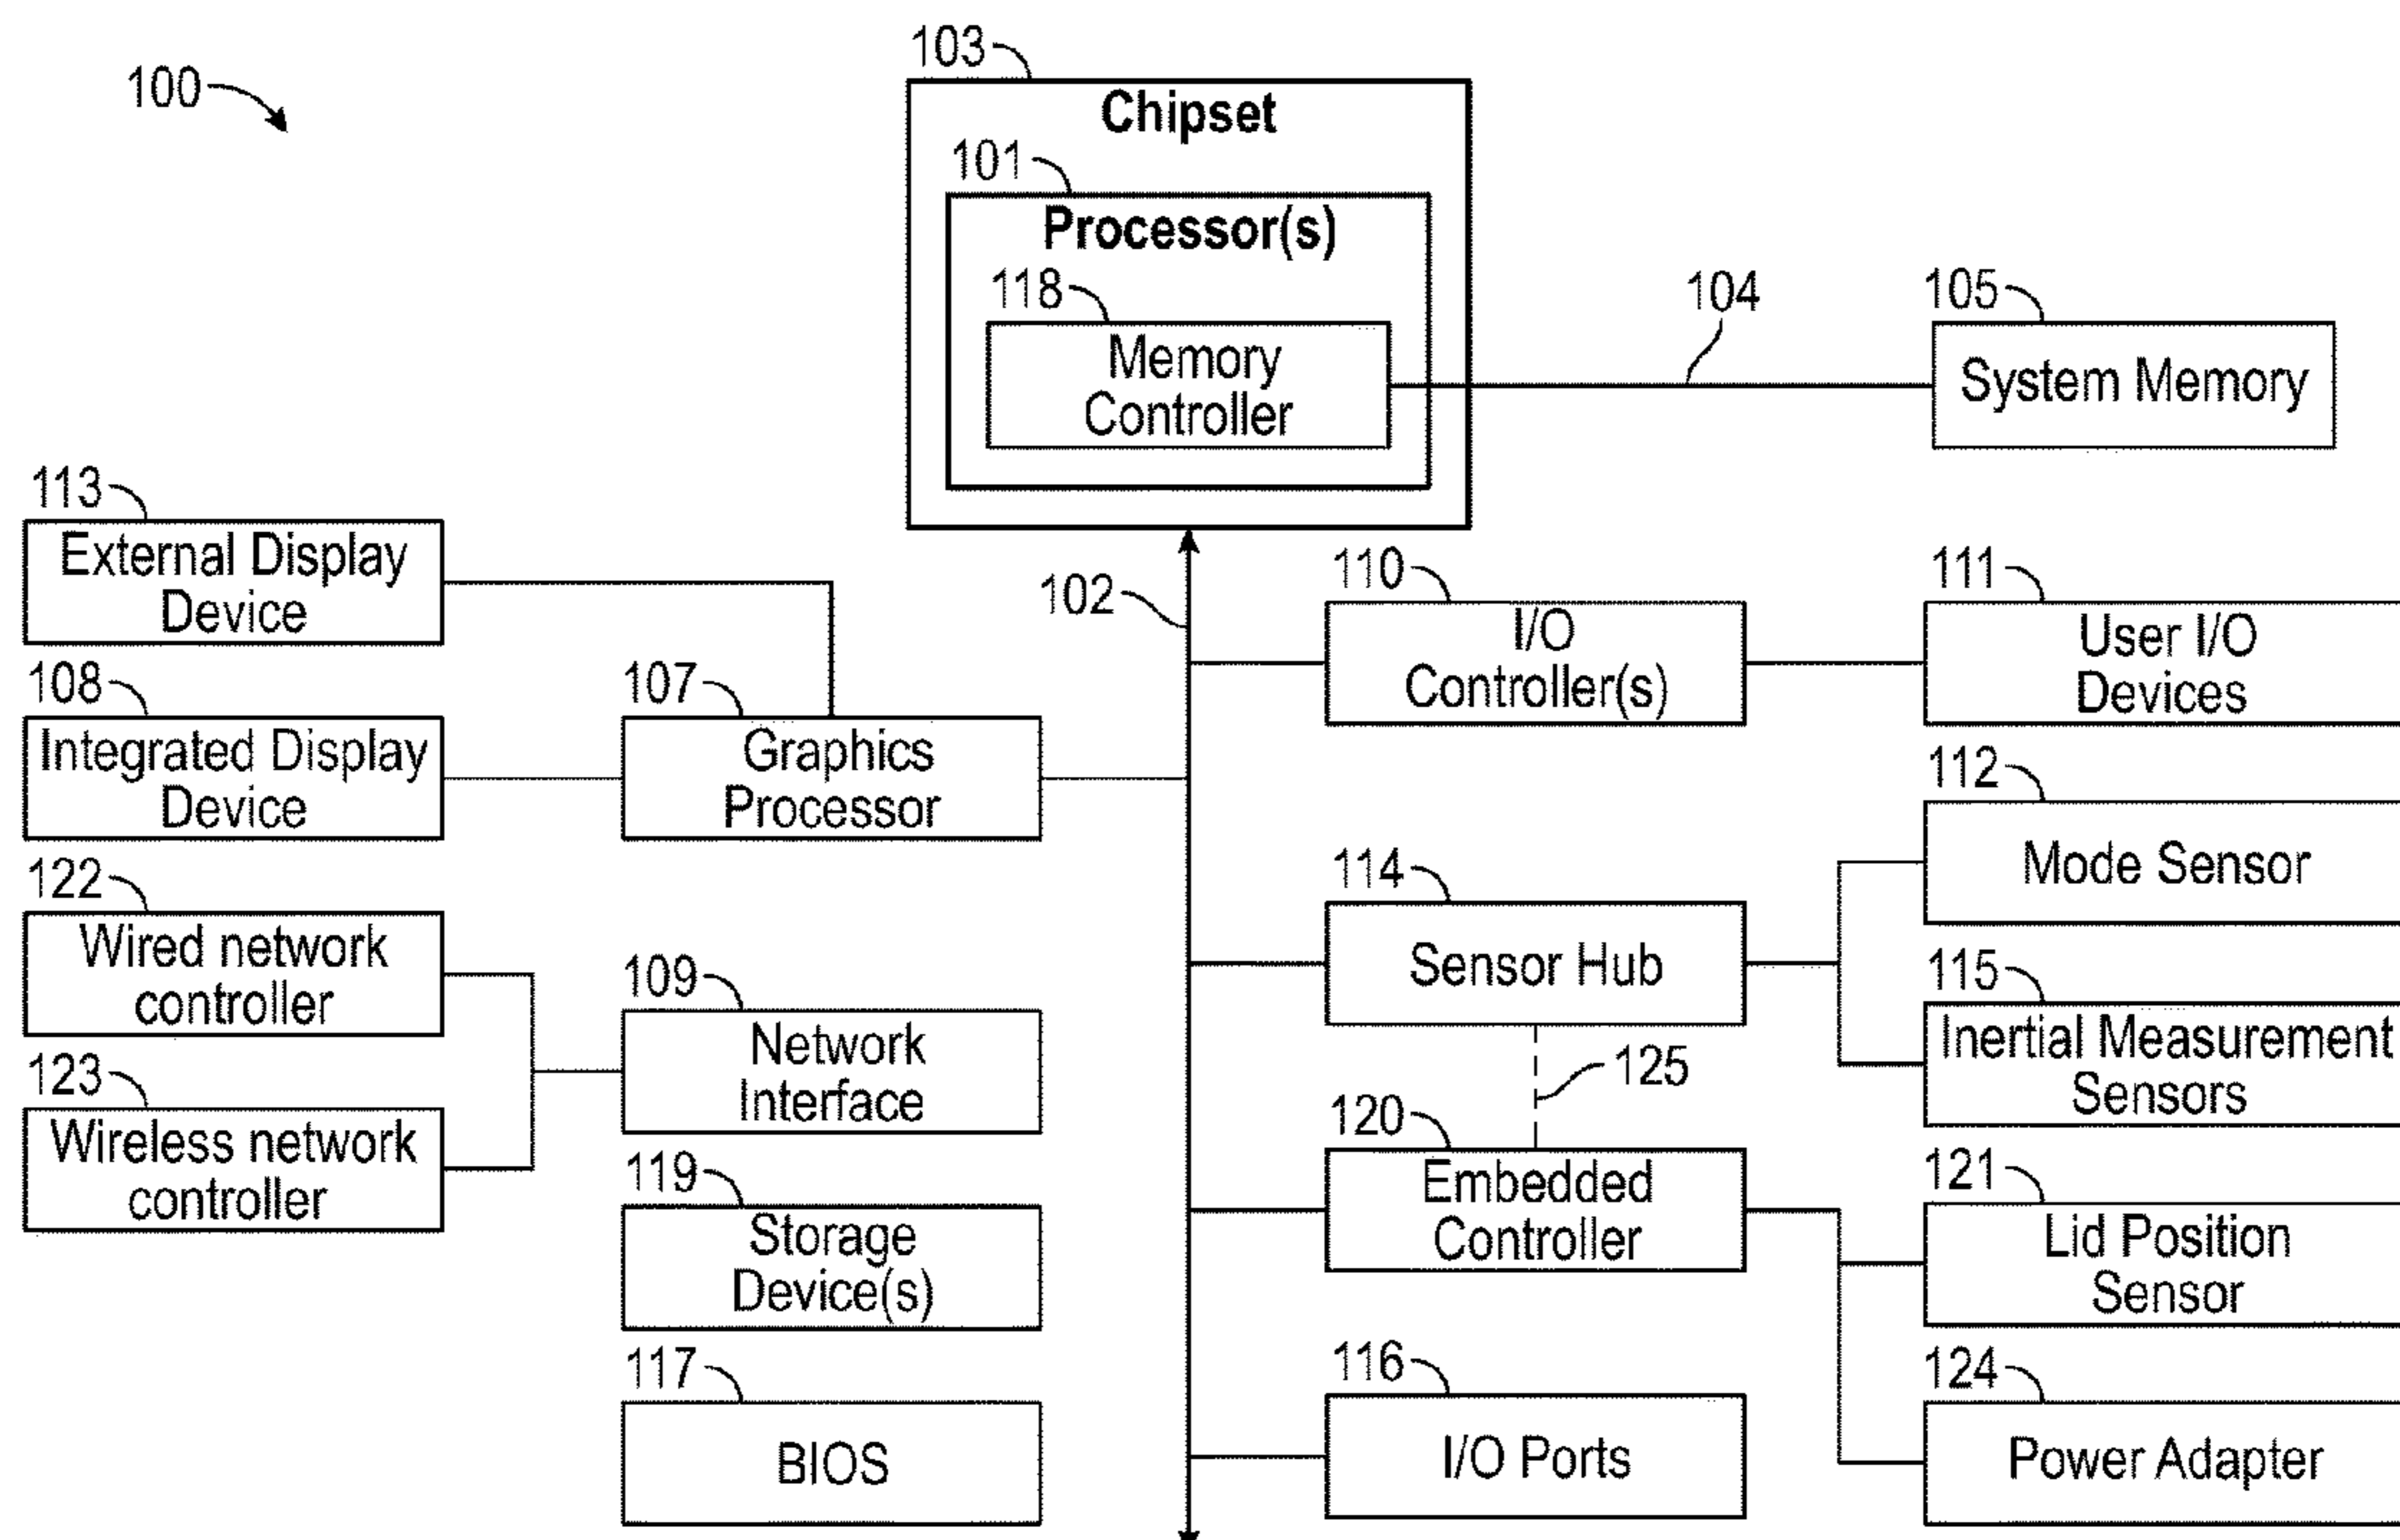 100
103
Chipset
101
Processor(s)
118
Memory
Controller
104
105
System Memory
113
External Display
Device
108
Integrated Display
Device
107
Graphics
Processor
122
Wired network
controller
123
Wireless network
controller
109
Network
Interface
119
Storage
Device(s)
117
BIOS
102
110
I/O
Controller(s)
111
User I/O
Devices
112
Mode Sensor
114
Sensor Hub
115
Inertial Measurement
Sensors
125
120
Embedded
Controller
121
Lid Position
Sensor
116
I/O Ports
124
Power Adapter